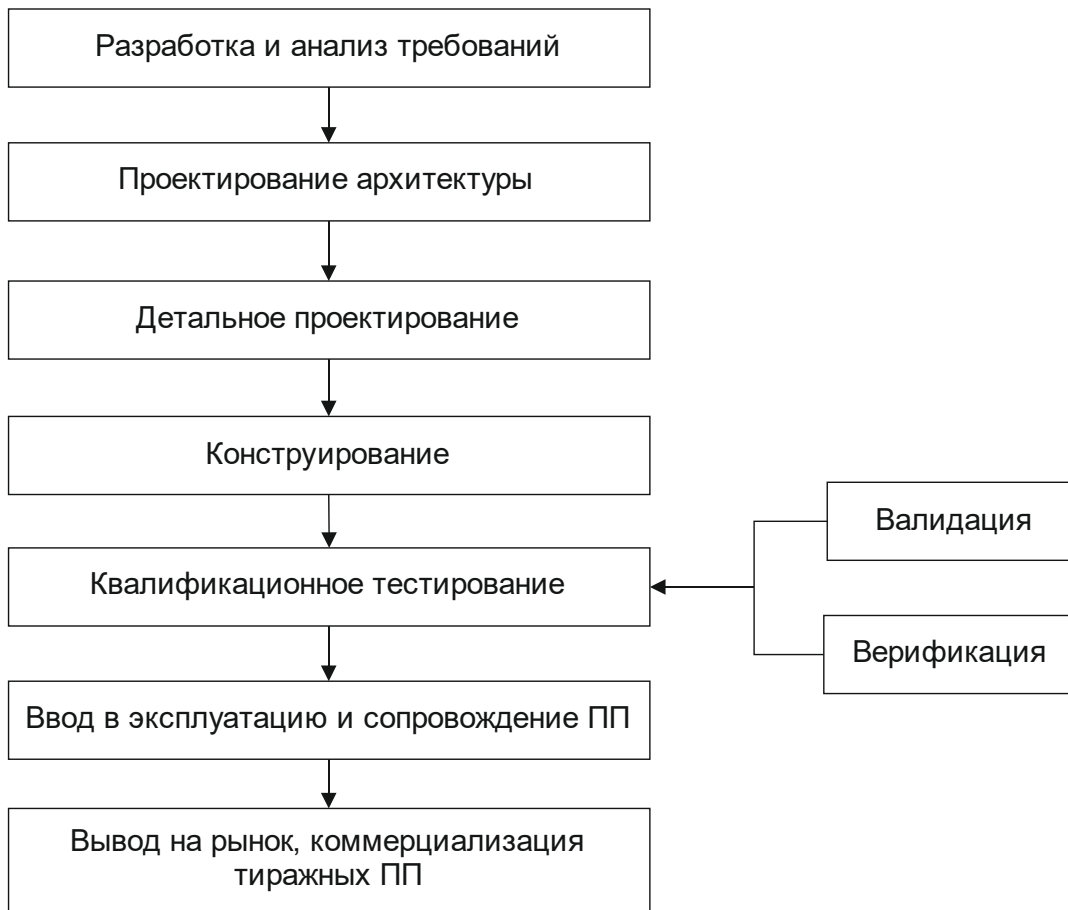 Разработка и анализ требований
Проектирование архитектуры
Детальное проектирование
Конструирование
Валидация
Квалификационное тестирование
Верификация
Ввод в эксплуатацию и сопровождение ПП
Вывод на рынок, коммерциализация
тиражных ПП